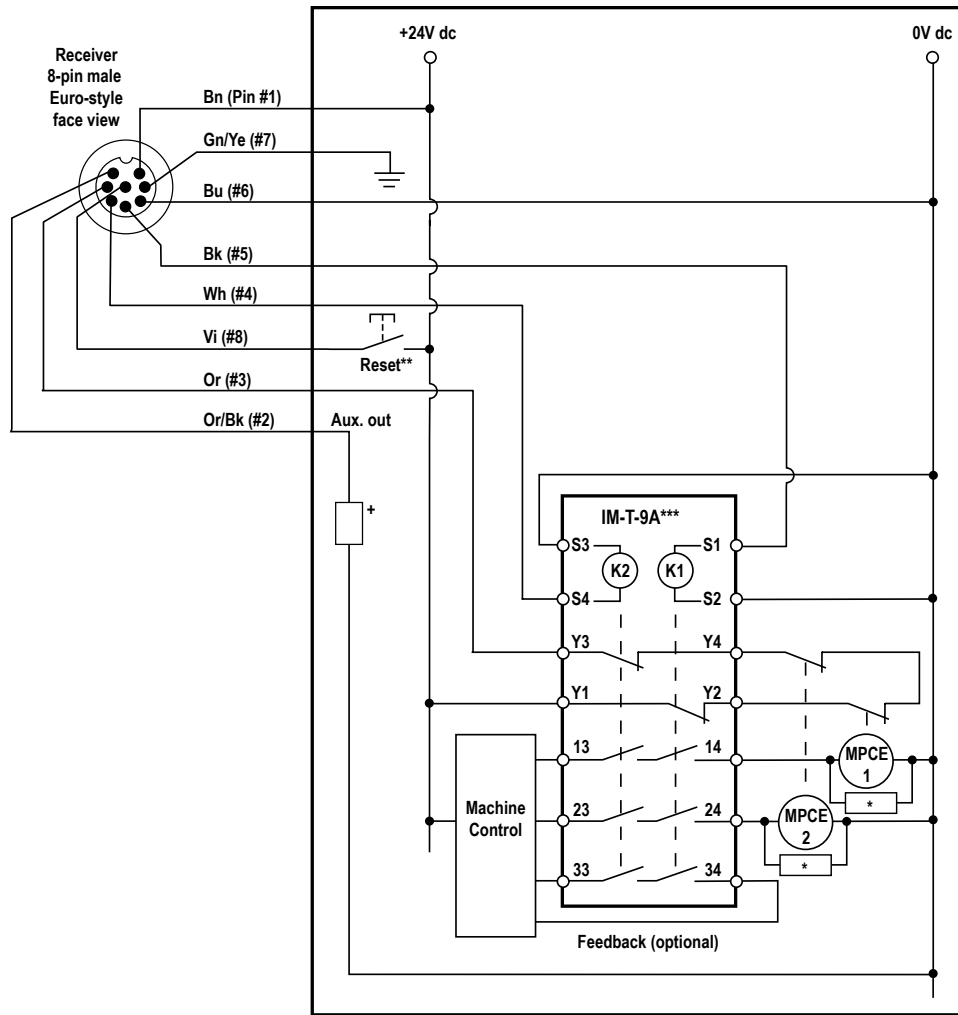 +24V dc
0V dc
Receiver
8-pin male
Euro-style
face view
Bn (Pin #1)
Gn/Ye (#7)
Bu (#6)
Bk (#5)
Wh (#4)
Vi (#8)
Reset**
Or (#3)
Or/Bk (#2)
Aux. out
+
IM-T-9A***
S3
K2
K1
S1
S4
S2
Y3
Y4
Y1
Y2
13
14
MPCE
1
*
Machine
Control
23
24
MPCE
2
*
33
34
Feedback (optional)